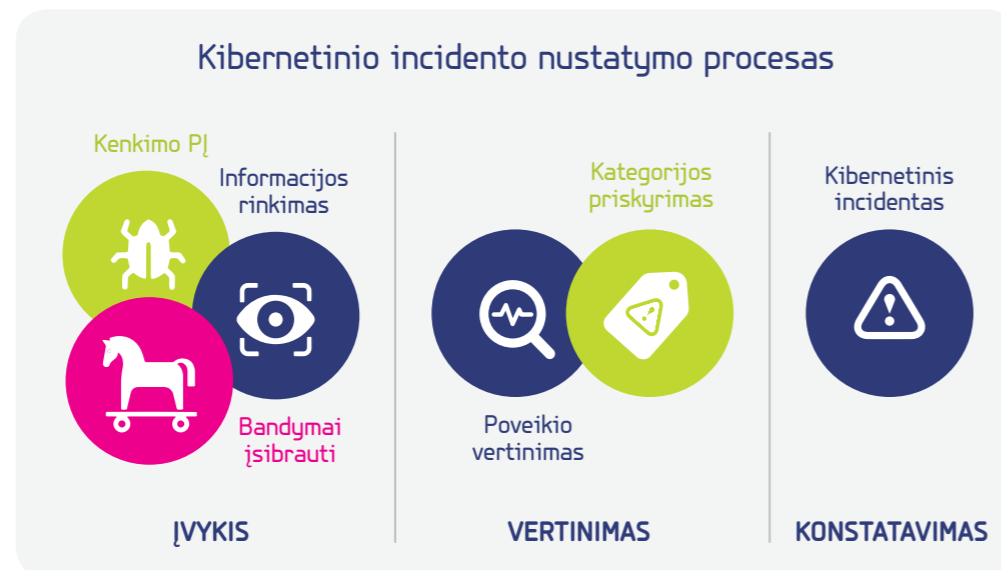 Kibernetinio incidento nustatymo procesas
Kenkimo PĮ
Informacijos
rinkimas
Bandymai
įsibrauti
ĮVYKIS
Kategorijos
priskyrimas
Poveikio
vertinimas
VERTINIMAS
Kibernetinis
incidentas
KONSTATAVIMAS